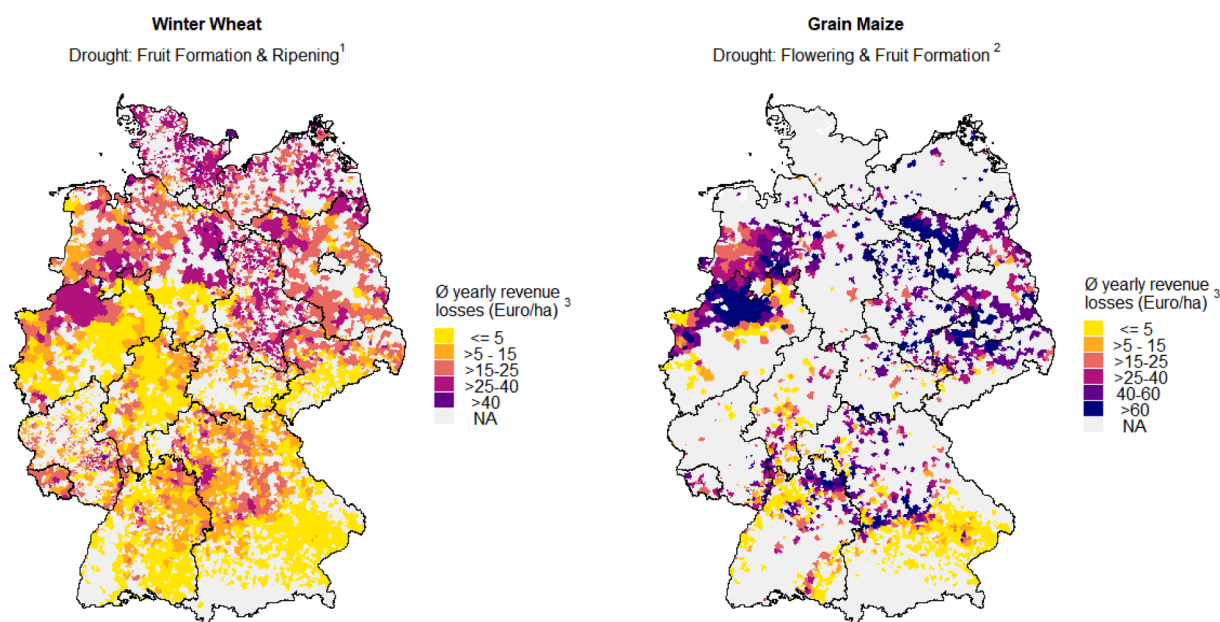 Winter Wheat
Drought: Fruit Formation & Ripening1
Ø yearly revenue 3
losses (Euro/ha)
<= 5
>5 - 15
>15-25
>25-40
>40
NA
Grain Maize
Drought: Flowering & Fruit Formation 2
Ø yearly revenue 3
losses (Euro/ha)
<= 5
>5 - 15
>15-25
>25-40
40-60
>60
NA